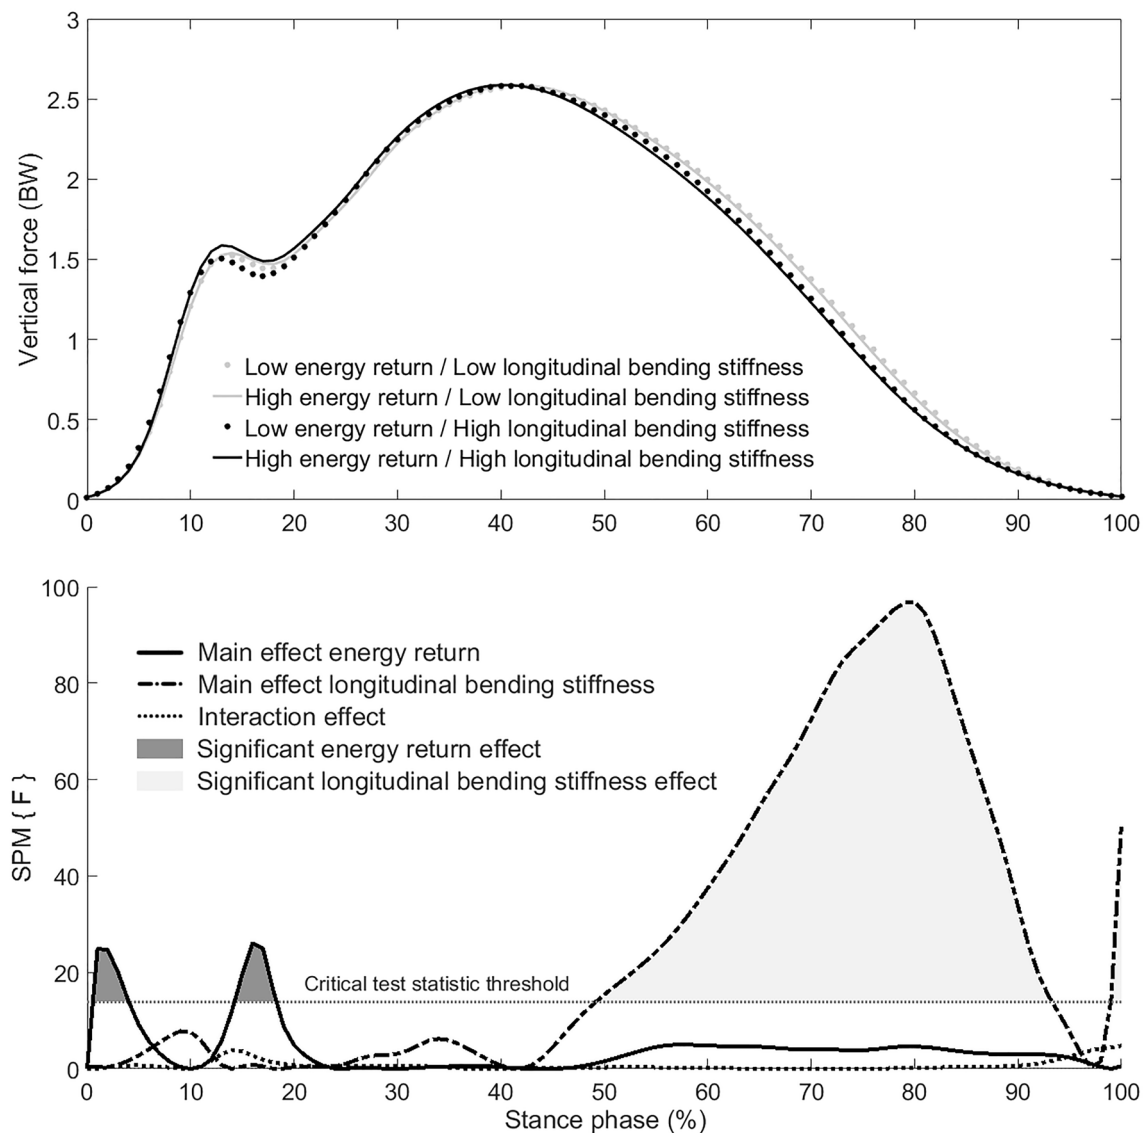 3
2.5
2
1.5
1
0.5
0
Vertical force (BW)
Low energy return / Low longitudinal bending stiffness
High energy return / Low longitudinal bending stiffness
Low energy return / High longitudinal bending stiffness
High energy return / High longitudinal bending stiffness
0 10 20 30 40 50 60 70 80 90 100
100
80
60
40
20
0
SPM { F }
Main effect energy return
Main effect longitudinal bending stiffness
Interaction effect
Significant energy return effect
Significant longitudinal bending stiffness effect
Critical test statistic threshold
0 10 20 30 40 50 60 70 80 90 100
Stance phase (%)